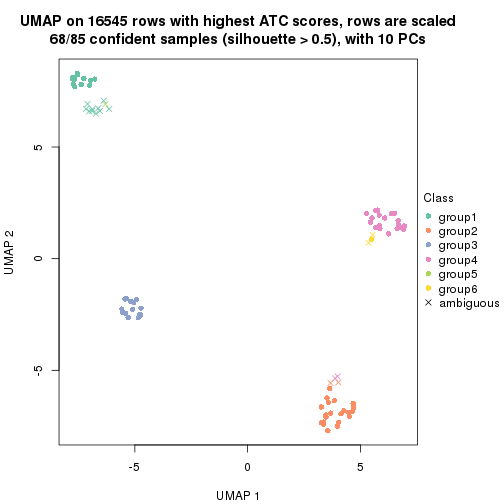 UMAP on 16545 rows with highest ATC scores, rows are scaled
68/85 confident samples (silhouette > 0.5), with 10 PCs
5
0
-5
UMAP 2
-5
0
5
UMAP 1
Class
group1
group2
group3
group4
group5
group6
ambiguous